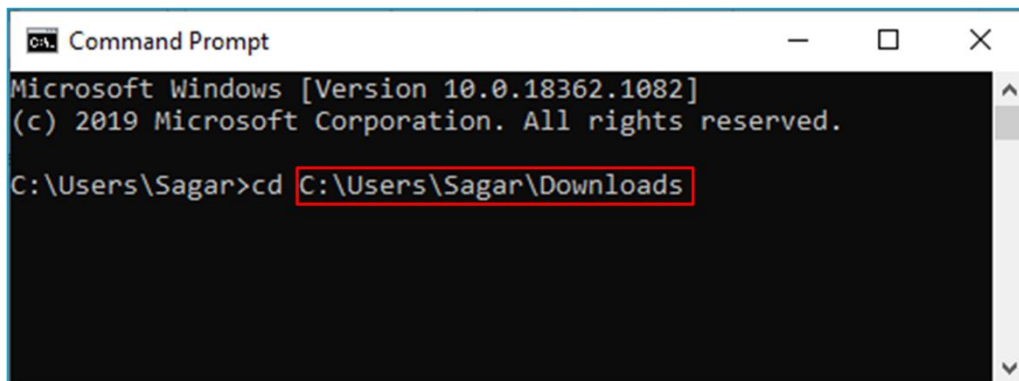 Command Prompt
Microsoft Windows [Version 10.0.18362.1082]
(c) 2019 Microsoft Corporation. All rights reserved.
C:\Users\Sagar>cd C:\Users\Sagar\Downloads